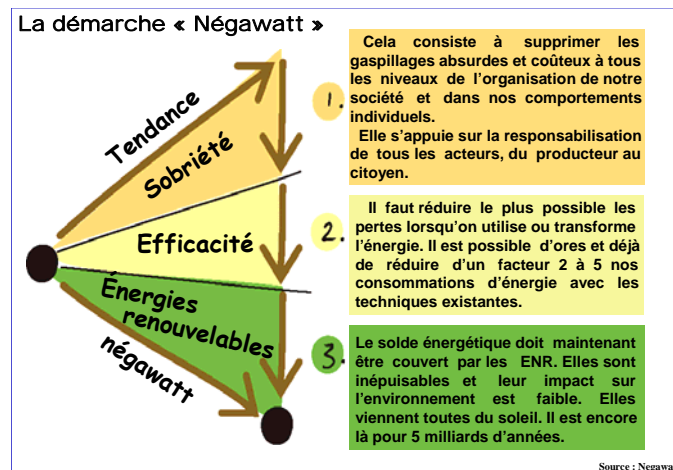 La démarche « Négawatt »
Tendance
Sobriété
Efficacité
Énergies
renouvelables
négawatt
1.
Cela consiste à supprimer les
gaspillages absurdes et coûteux à tous
les niveaux de l'organisation de notre
société et dans nos comportements
individuels.
Elle s'appuie sur la responsabilisation
de tous les acteurs, du producteur au
citoyen.
2.
Il faut réduire le plus possible les
pertes lorsqu'on utilise ou transforme
l'énergie. Il est possible d'ores et déjà
de réduire d'un facteur 2 à 5 nos
consommations d'énergie avec les
techniques existantes.
3.
Le solde énergétique doit maintenant
être couvert par les ENR. Elles sont
inépuisables et leur impact sur
l'environnement est faible. Elles
viennent toutes du soleil. Il est encore
là pour 5 milliards d'années.
Source : Negawa